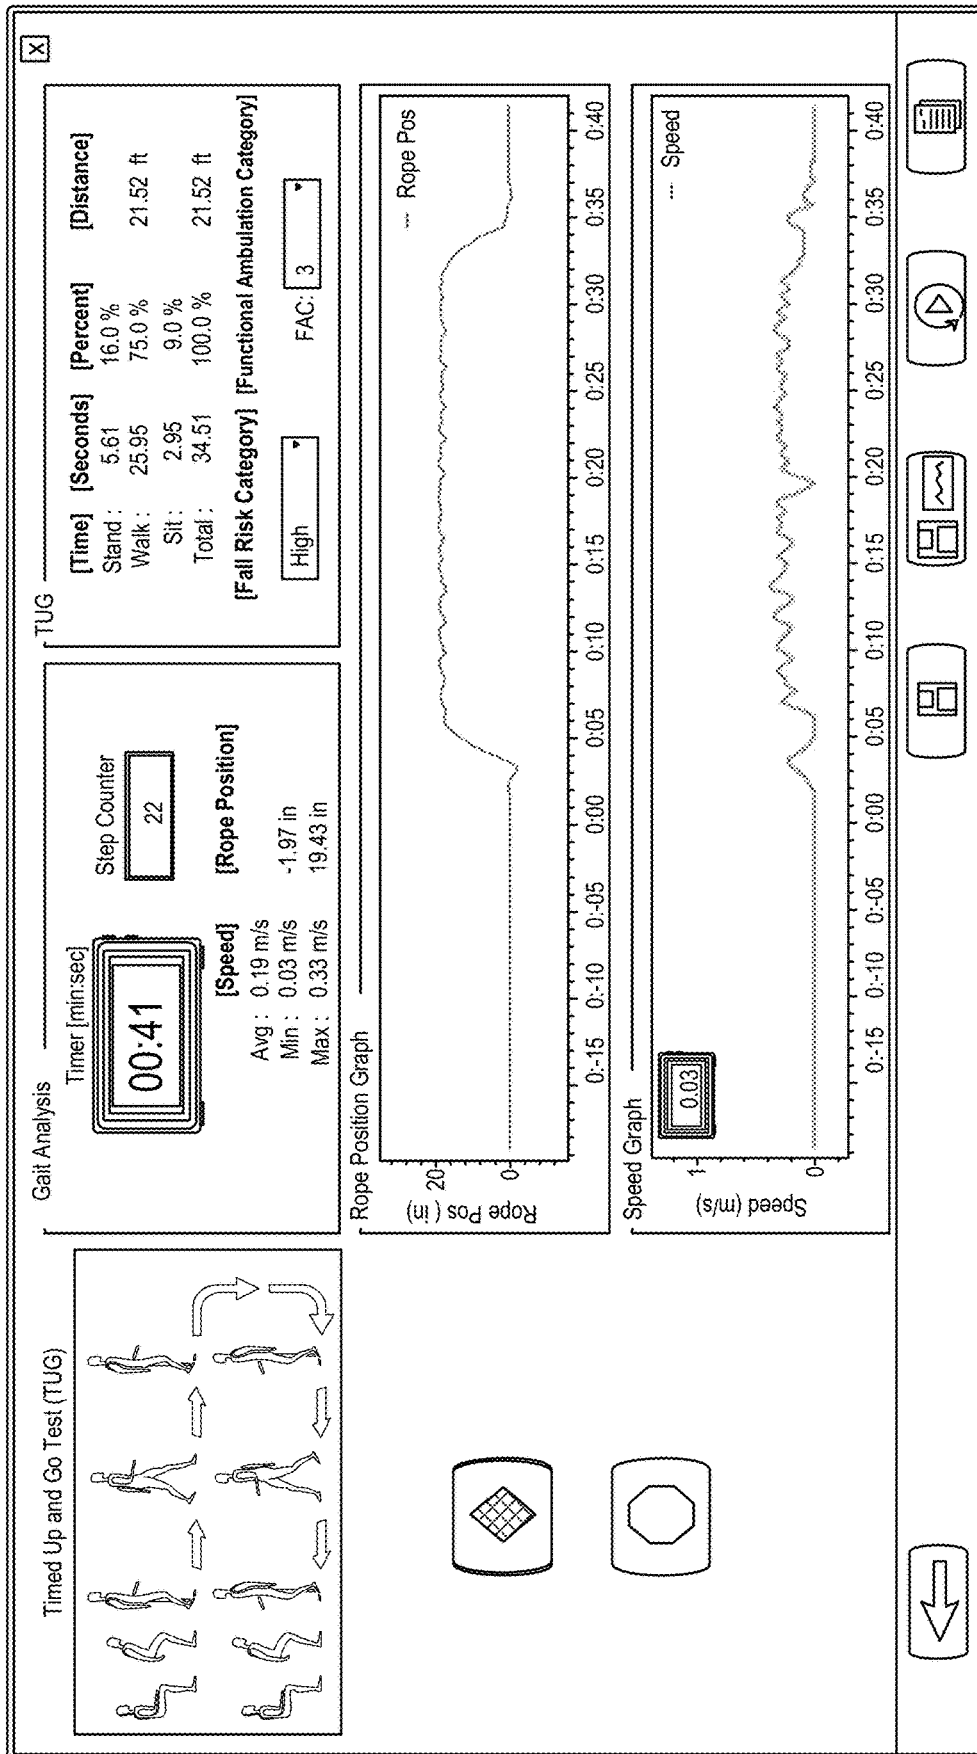 X
Timed Up and Go Test (TUG)
Gait Analysis
Timer [min:sec]
00:41
Step Counter
22
[Speed] [Rope Position]
Avg : 0.19 m/s
Min : 0.03 m/s -1.97 in
Max : 0.33 m/s 19.43 in
TUG
[Time] [Seconds] [Percent] [Distance]
Stand : 5.61 16.0 %
Walk : 25.95 75.0 % 21.52 ft
Sit : 2.95 9.0 %
Total : 34.51 100.0 % 21.52 ft
[Fall Risk Category] [Functional Ambulation Category]
High FAC: 3
Rope Position Graph
Rope Pos
Rope Pos ( in)
20
0
0:-15 0:-10 0:-05 0:00 0:05 0:10 0:15 0:20 0:25 0:30 0:35 0:40
Speed Graph
0.03
Speed
Speed (m/s)
1
0
0:-15 0:-10 0:-05 0:00 0:05 0:10 0:15 0:20 0:25 0:30 0:35 0:40